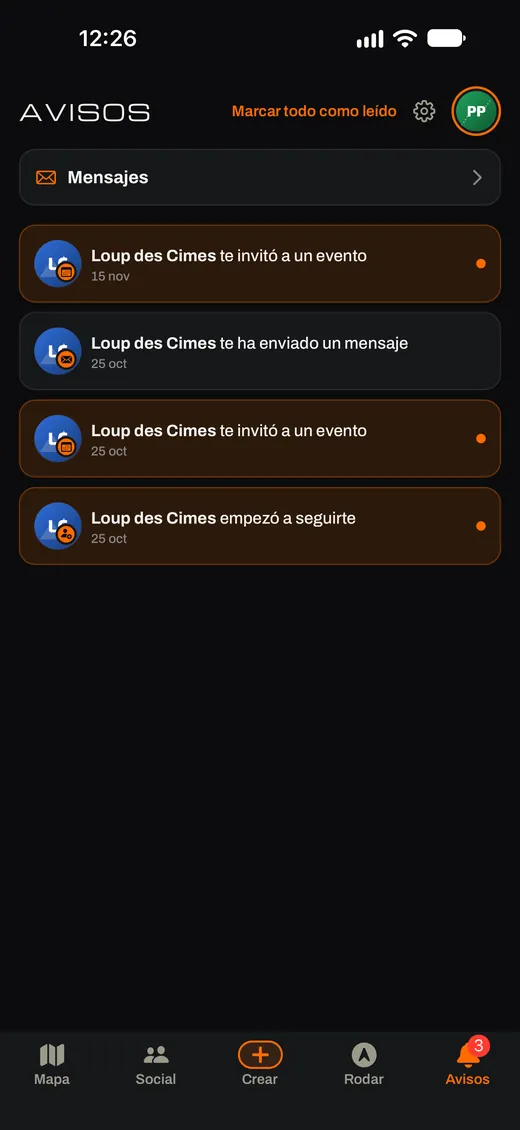 12:26
AVISOS
Marcar todo como leído
PP
Mensajes
Loup des Cimes te invitó a un evento
15 nov
Loup des Cimes te ha enviado un mensaje
25 oct
Loup des Cimes te invitó a un evento
25 oct
Loup des Cimes empezó a seguirte
25 oct
3
Mapa
Social
Crear
Rodar
Avisos